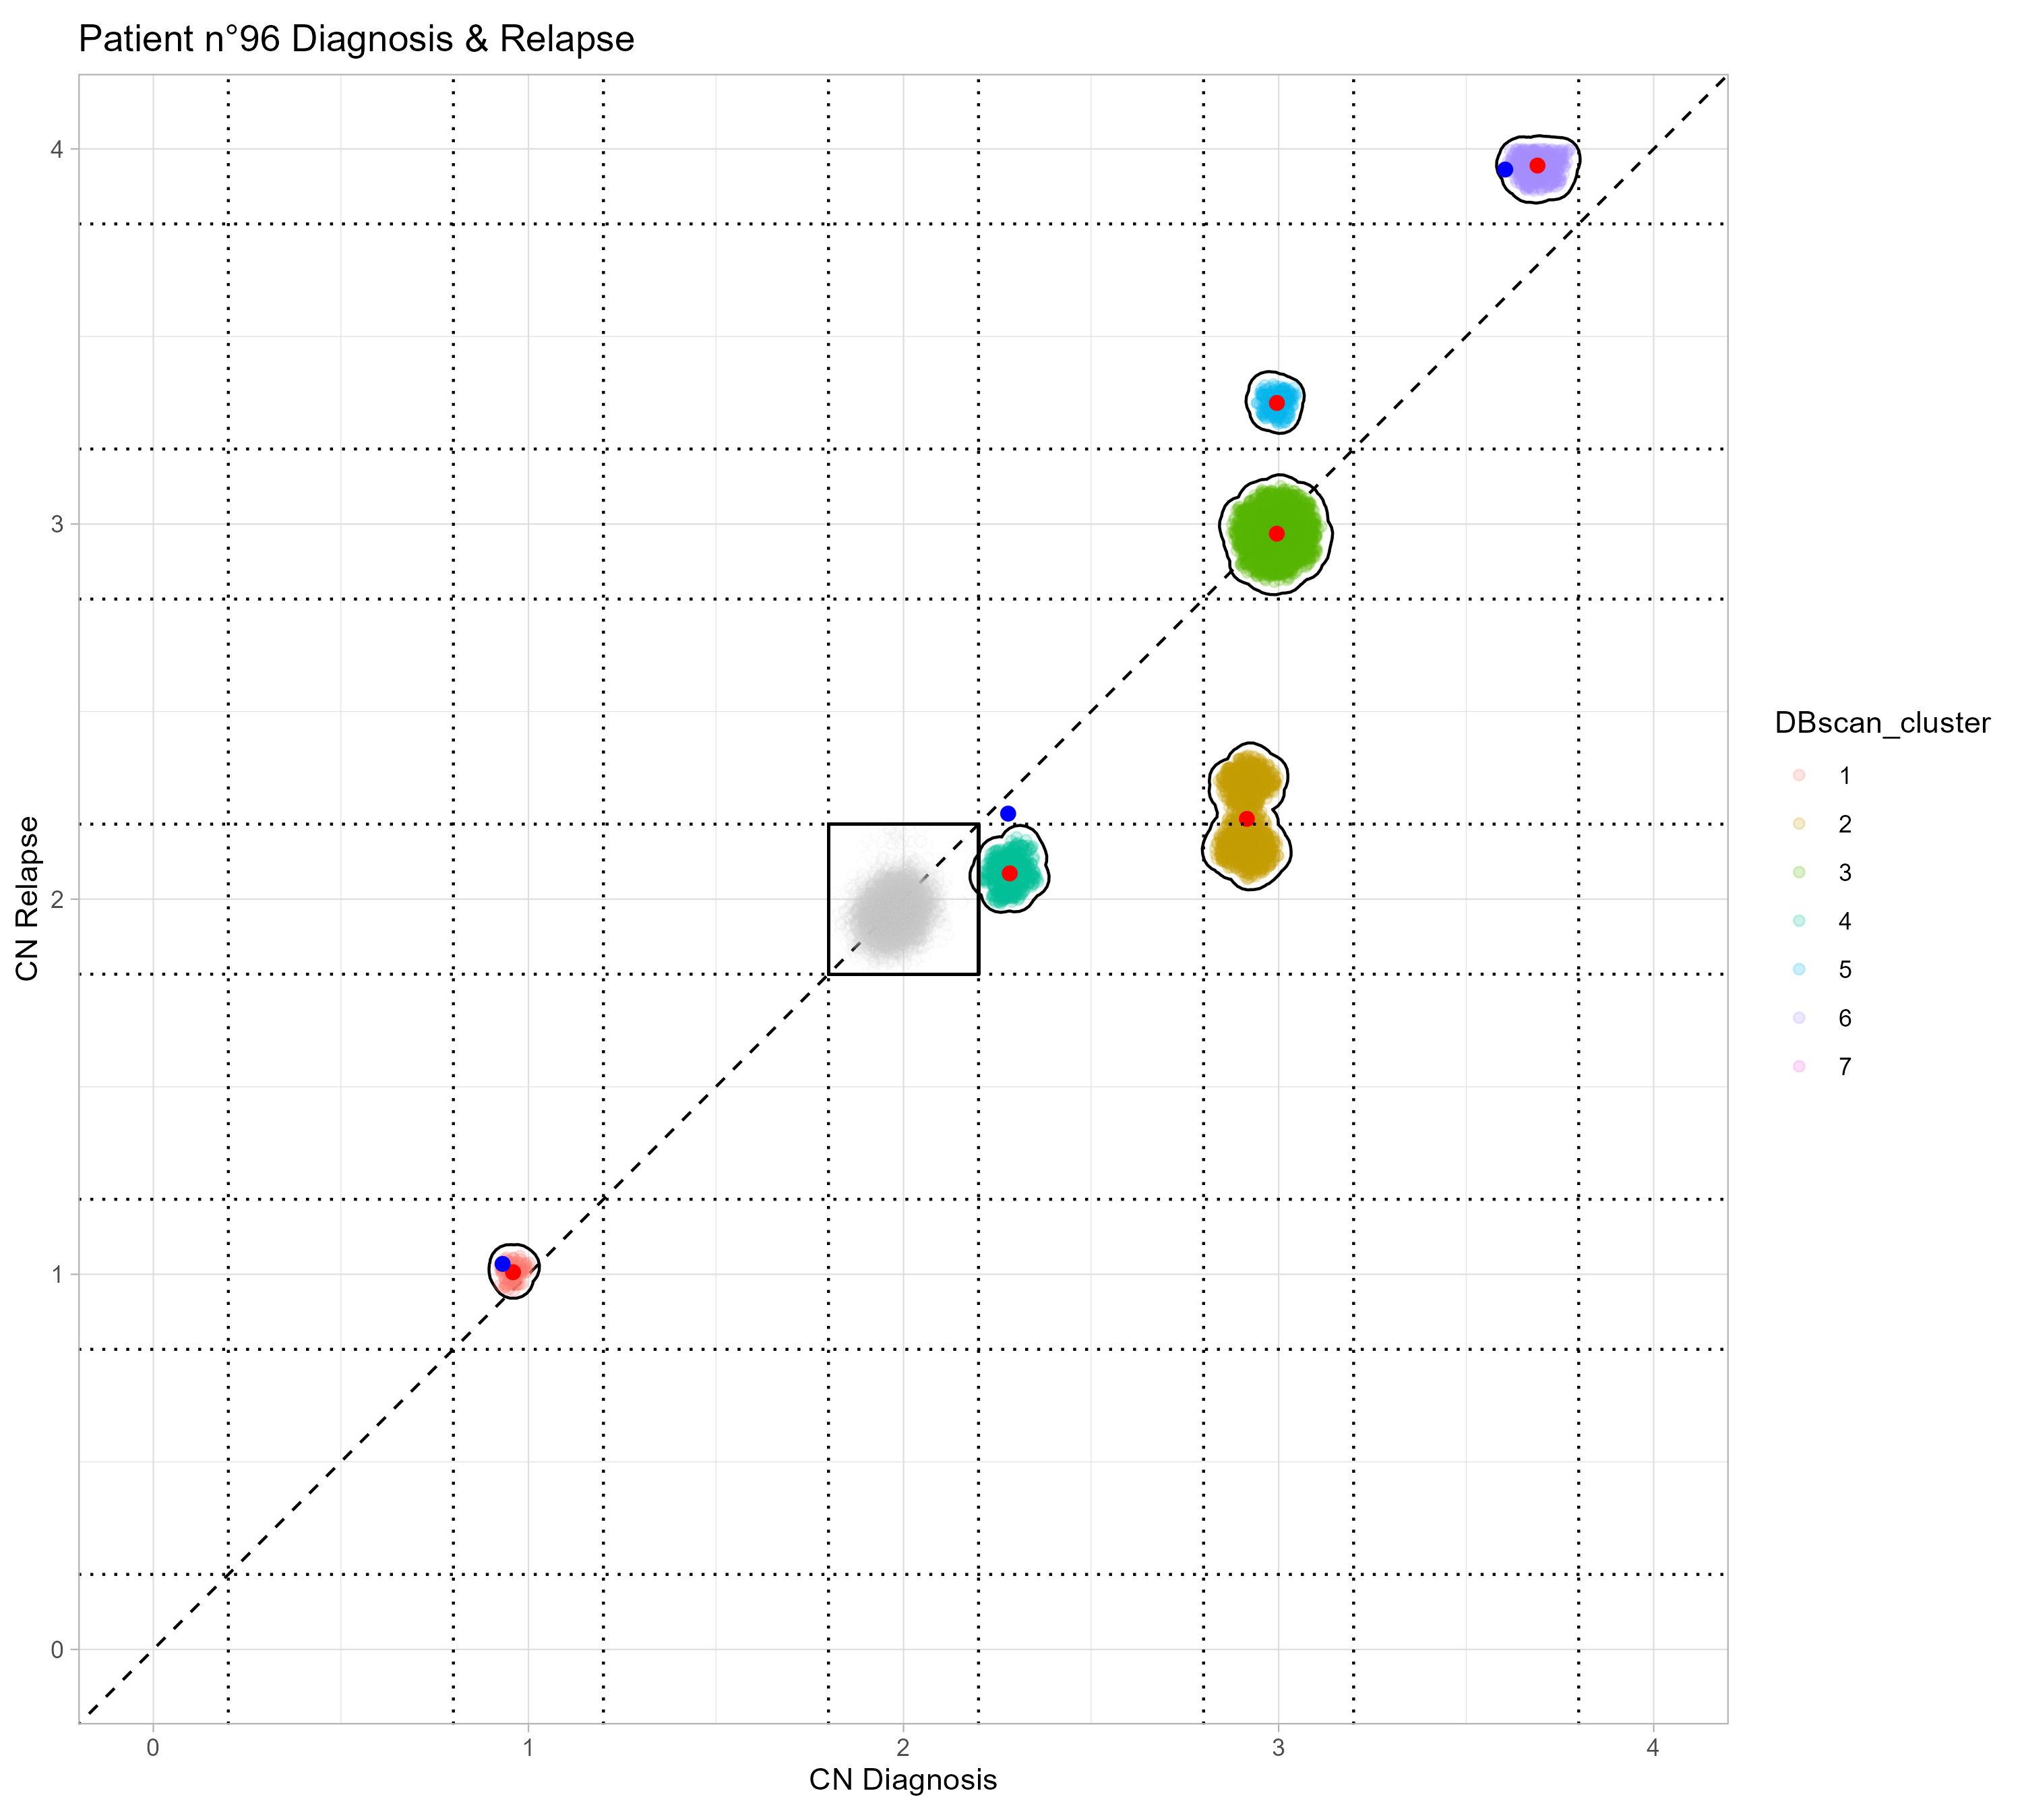 Patient n°96 Diagnosis & Relapse
4
3
2
1
0
CN Relapse
0 1 2 3 4
CN Diagnosis
DBscan_cluster
1
2
3
4
5
6
7